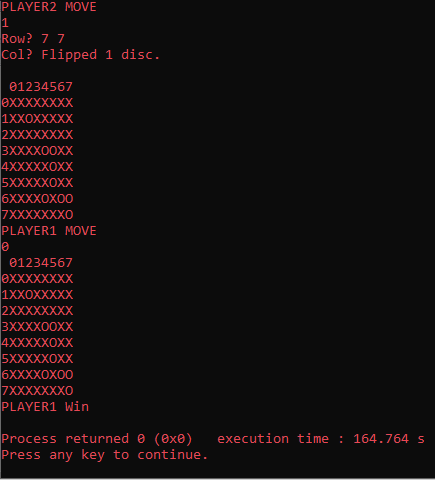 PLAYER2 MOVE
1
Row? 7 7
Col? Flipped 1 disc.
 01234567
0XXXXXXXX
1XXOXXXXX
2XXXXXXXX
3XXXXOOXX
4XXXXXOXX
5XXXXXOXX
6XXXXOXOO
7XXXXXXXO
PLAYER1 MOVE
0
 01234567
0XXXXXXXX
1XXOXXXXX
2XXXXXXXX
3XXXXOOXX
4XXXXXOXX
5XXXXXOXX
6XXXXOXOO
7XXXXXXXO
PLAYER1 Win
Process returned 0 (0x0)   execution time : 164.764 s
Press any key to continue.